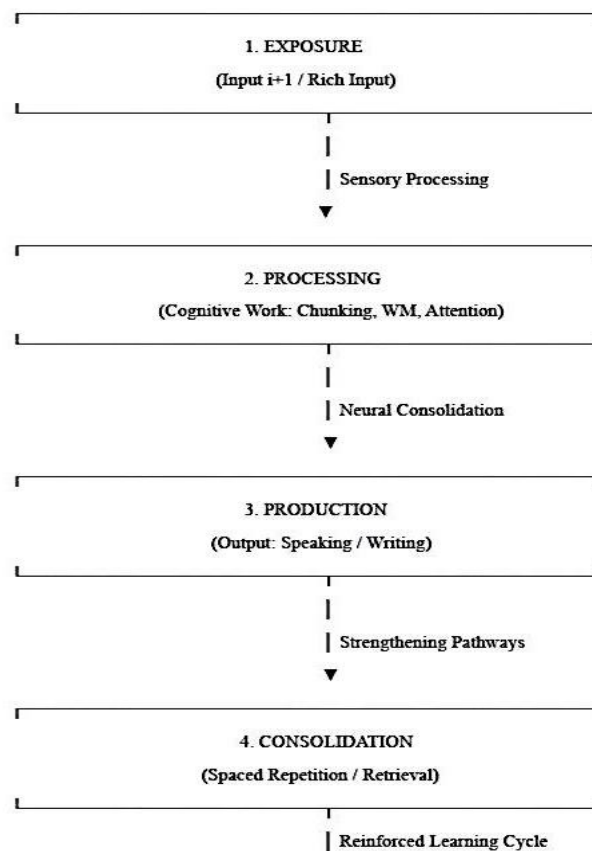 1. EXPOSURE
(Input i+1 / Rich Input)
Sensory Processing
2. PROCESSING
(Cognitive Work: Chunking, WM, Attention)
Neural Consolidation
3. PRODUCTION
(Output: Speaking / Writing)
Strengthening Pathways
4. CONSOLIDATION
(Spaced Repetition / Retrieval)
Reinforced Learning Cycle